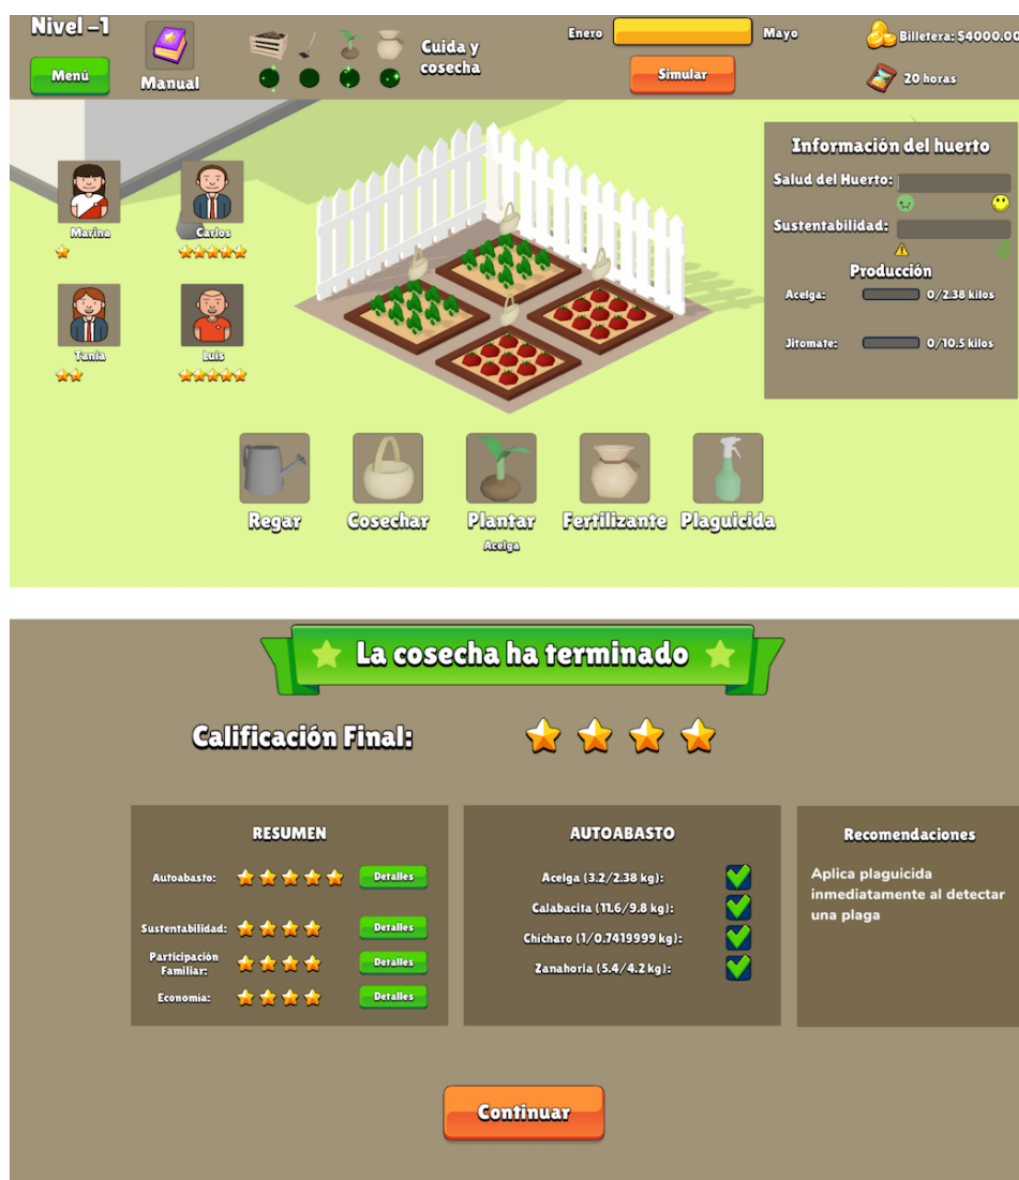 Nivel -1
Menú
Manual
Cuida y
cosecha
Enero
Mayo
Simular
Billetera: $4000.00
20 horas
Marina
Carlos
Tania
Luis
Información del huerto
Salud del Huerto:
Sustentabilidad:
Producción
Acelga:
0/2.38 kilos
Jitomate:
0/10.5 kilos
Regar
Cosechar
Plantar
Fertilizante
Plaguicida
Acelga
La cosecha ha terminado
Calificación Final:
RESUMEN
Autoabasto:
Detalles
Sustentabilidad:
Detalles
Participación
Familiar:
Detalles
Economía:
Detalles
AUTOABASTO
Acelga (3.2/2.38 kg):
Calabacita (11.6/9.8 kg):
Chicharo (1/0.7419999 kg):
Zanahoria (5.4/4.2 kg):
Recomendaciones
Aplica plaguicida
inmediatamente al detectar
una plaga
Continuar